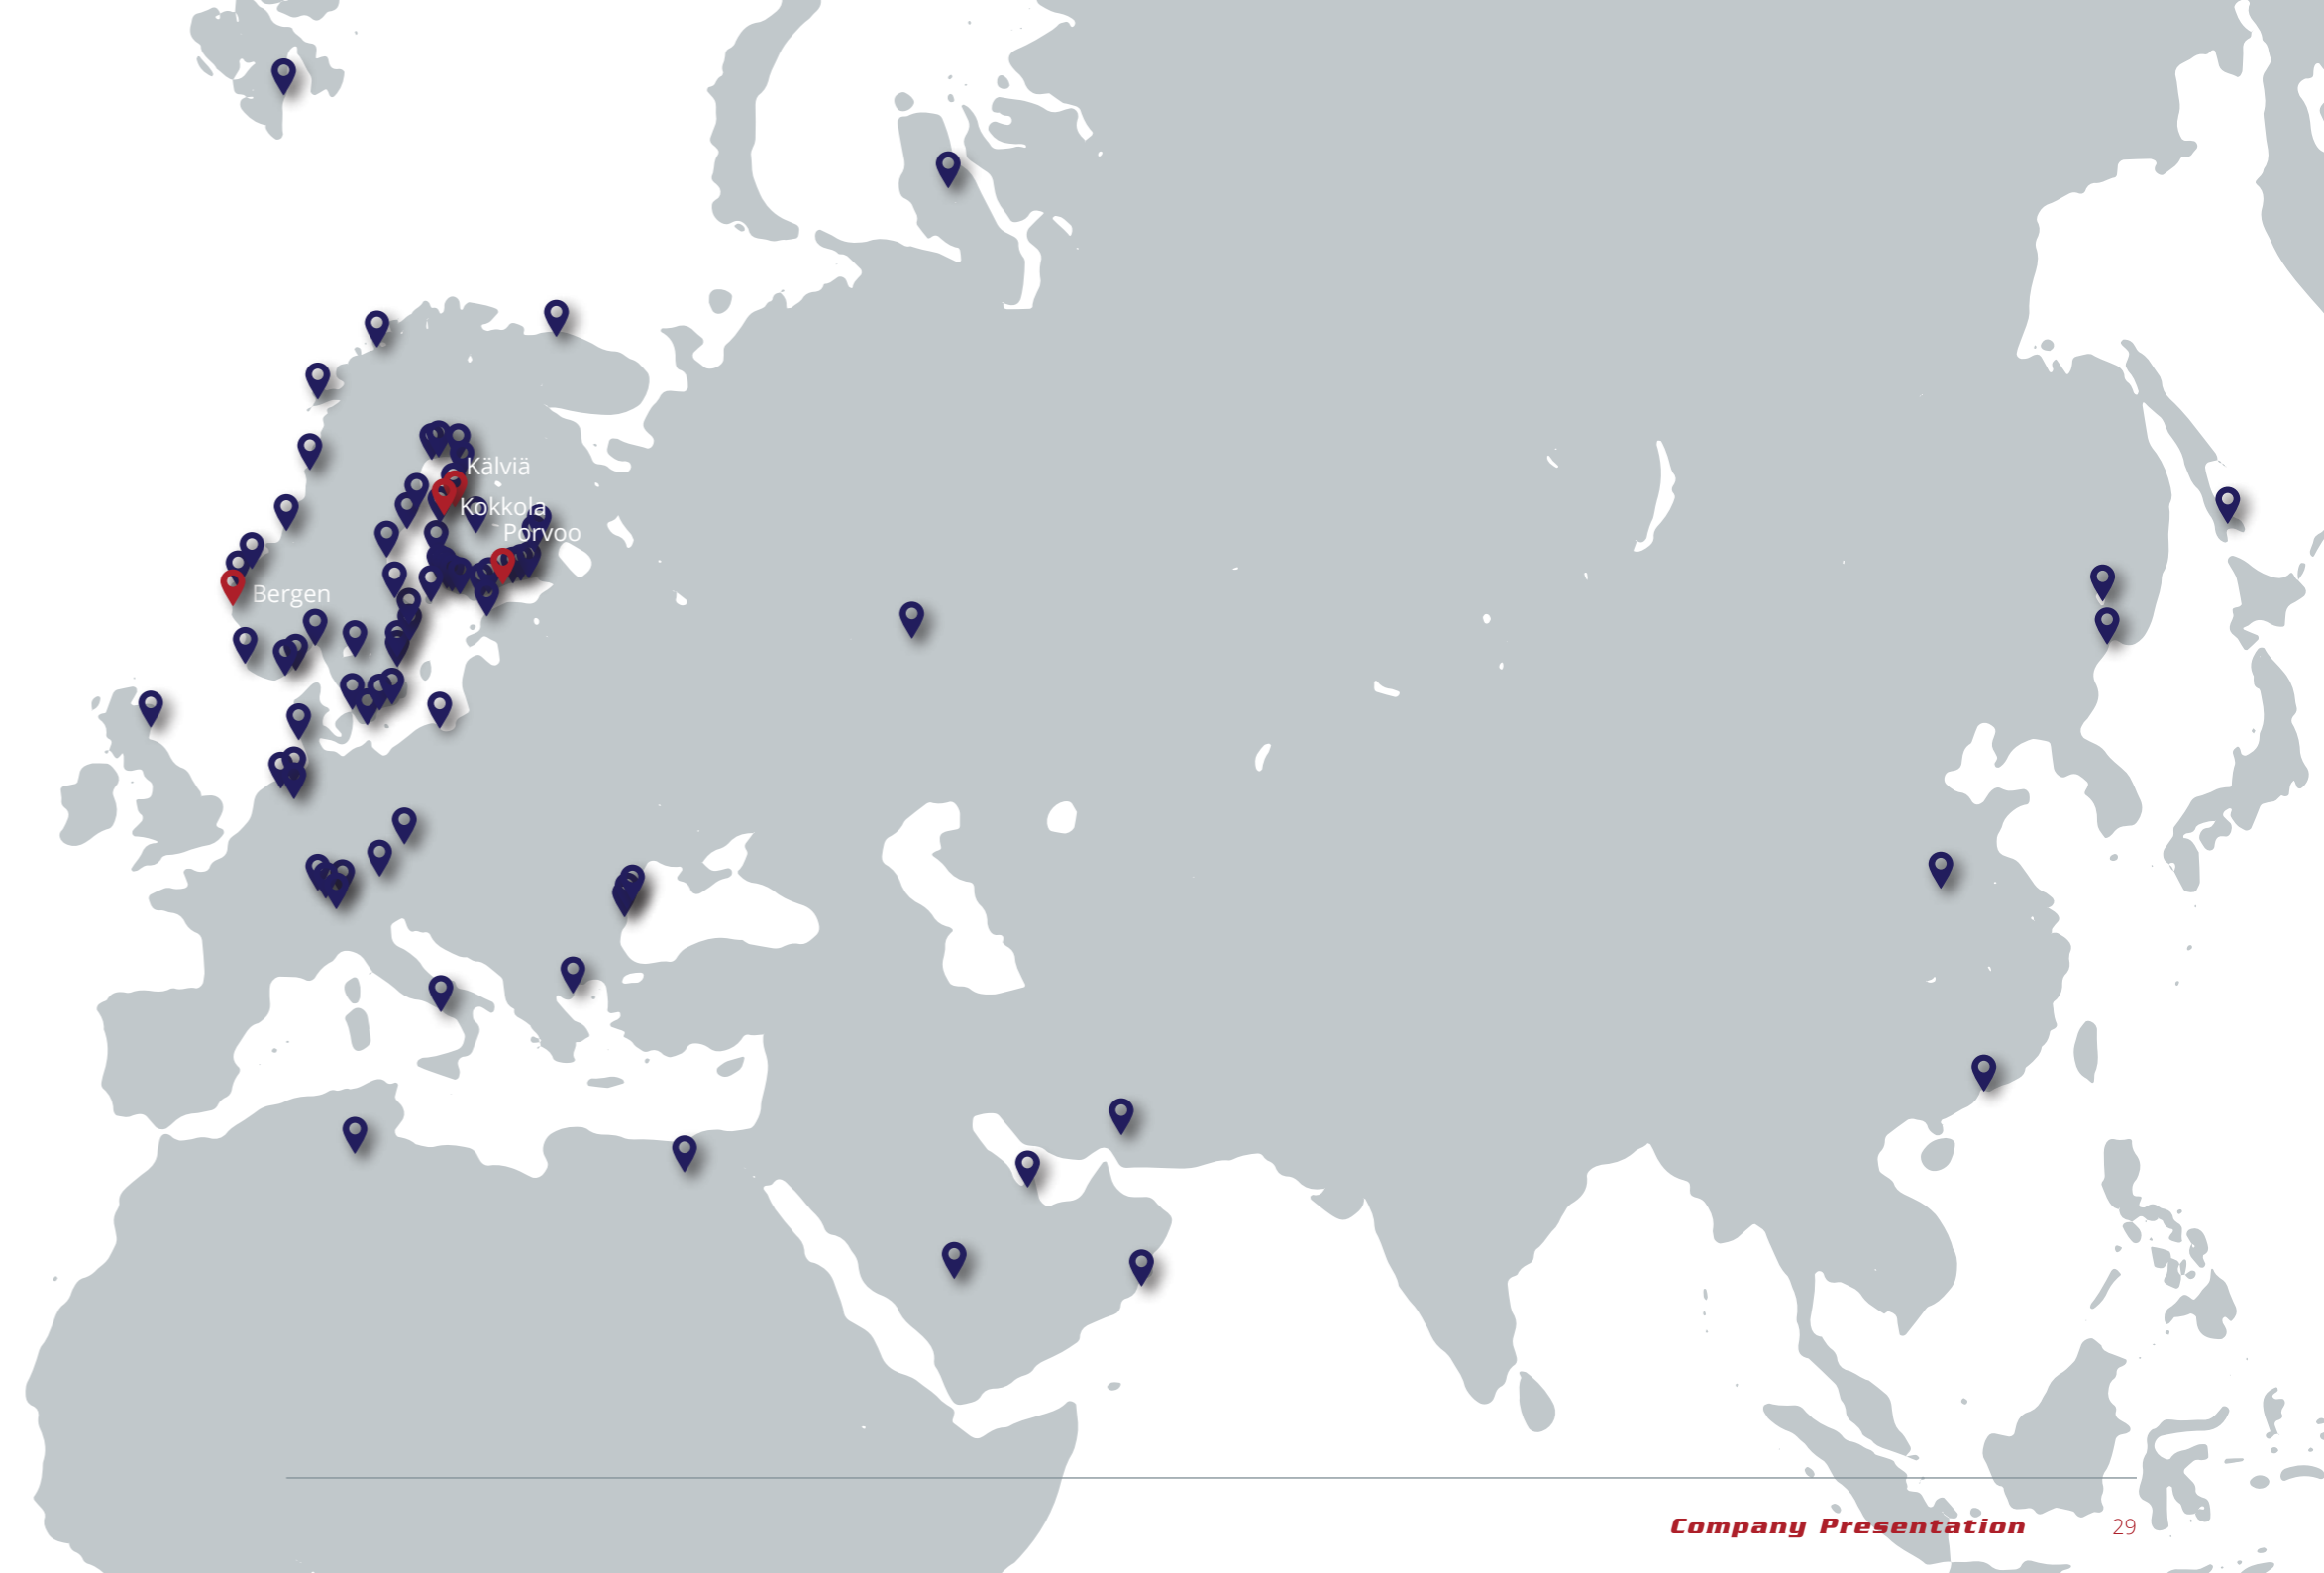 Kälviä
Kokkola
Porvoo
Bergen
Company Presentation
29